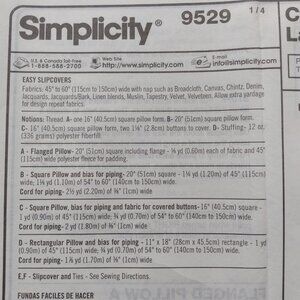 Simplicity® 9529 1/4
U.S. & Canada Toll-Free
1-888-588-2700
Web Site
http://www.simplicity.com
E-mail
info@simplicity.com
EASY SLIPCOVERS
Fabrics: 45" to 60" (115cm to 150cm) wide with nap such as Broadcloth, Canvas, Chintz, Denim,
Jacquards, Jacquards/Bark, Linen blends, Muslin, Tapestry, Velvet, Velveteen. Allow extra yardage
for design repeat fabrics.
Notions: Thread. A- one 16" (40.5cm) square pillow form. B- 20" (51cm) square pillow form.
C- 16" (40.5cm) square pillow form, two 1⅛" (2.8cm) buttons to cover. D- Stuffing- 12 oz.
(336 grams) polyester fiberfill.
A - Flanged Pillow- 20" (51cm) square including flange - ¾ yd (0.60m) each of fabric and 45"
(115cm) wide polyester fleece for padding.
B - Square Pillow and bias for piping- 20" (51cm) square- 1¼ yd (1.20m) of 45" (115cm)
wide; 1¼ yd (1.10m) of 54" to 60" (140cm to 150cm) wide.
Cord for piping- 2½ yd (2.20m) of ⅜" (1cm) wide
C - Square Pillow, bias for piping and fabric for covered buttons- 16" (40.5cm) square - 1
yd (0.90m) of 45" (115cm) wide; ¾ yd (0.70m) of 54" to 60" (140cm to 150cm) wide.
Cord for piping- 2 yd (1.80m) of ⅜" (1cm) wide
D - Rectangular Pillow and bias for piping- 11" x 18" (28cm x 45.5cm) rectangle - 1 yd
(0.90m) of 45" (115cm) wide; ¾ yd (0.70m) of 54" to 60" (140cm to 150cm) wide.
Cord for piping- 1⅞ yd (1.70m) of ⅜" (1cm) wide
E,F - Slipcover and Ties - See Sewing Directions.
FUNDAS FACILES DE HACER